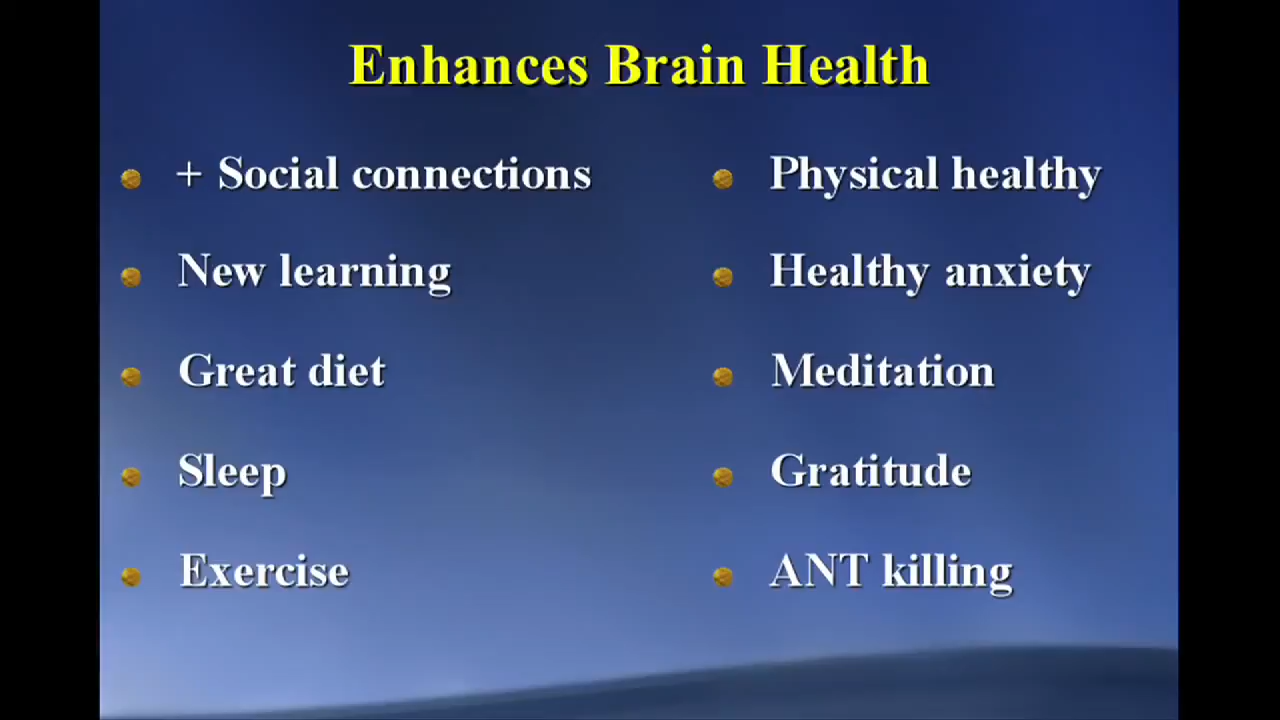 Enhances Brain Health
+ Social connections
New learning
Great diet
Sleep
Exercise
Physical healthy
Healthy anxiety
Meditation
Gratitude
ANT killing